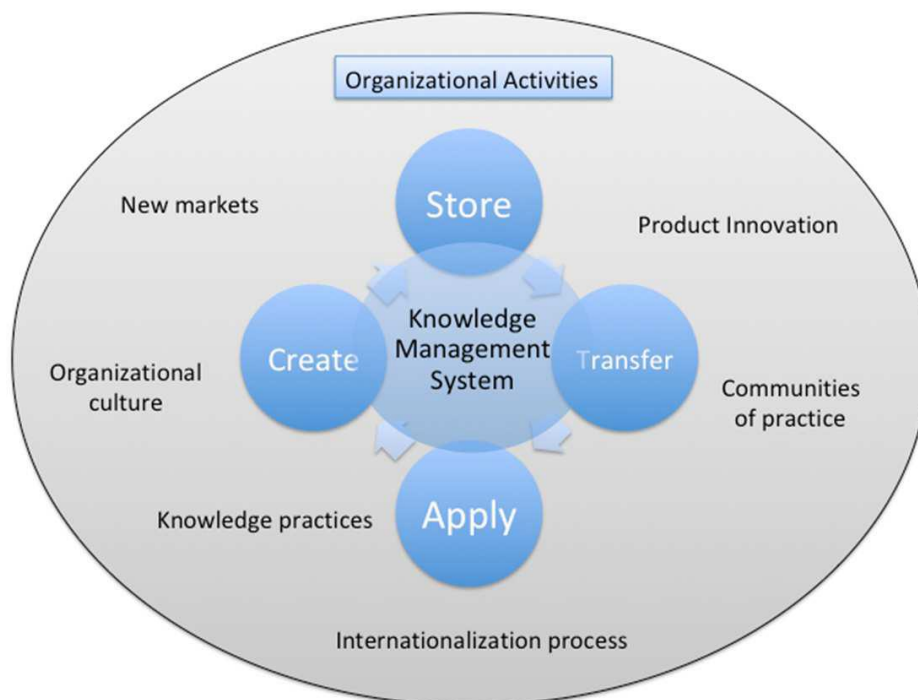 Organizational Activities
New markets
Store
Product Innovation
Create
Knowledge
Management
System
Transfer
Organizational
culture
Communities
of practice
Knowledge practices
Apply
Internationalization process